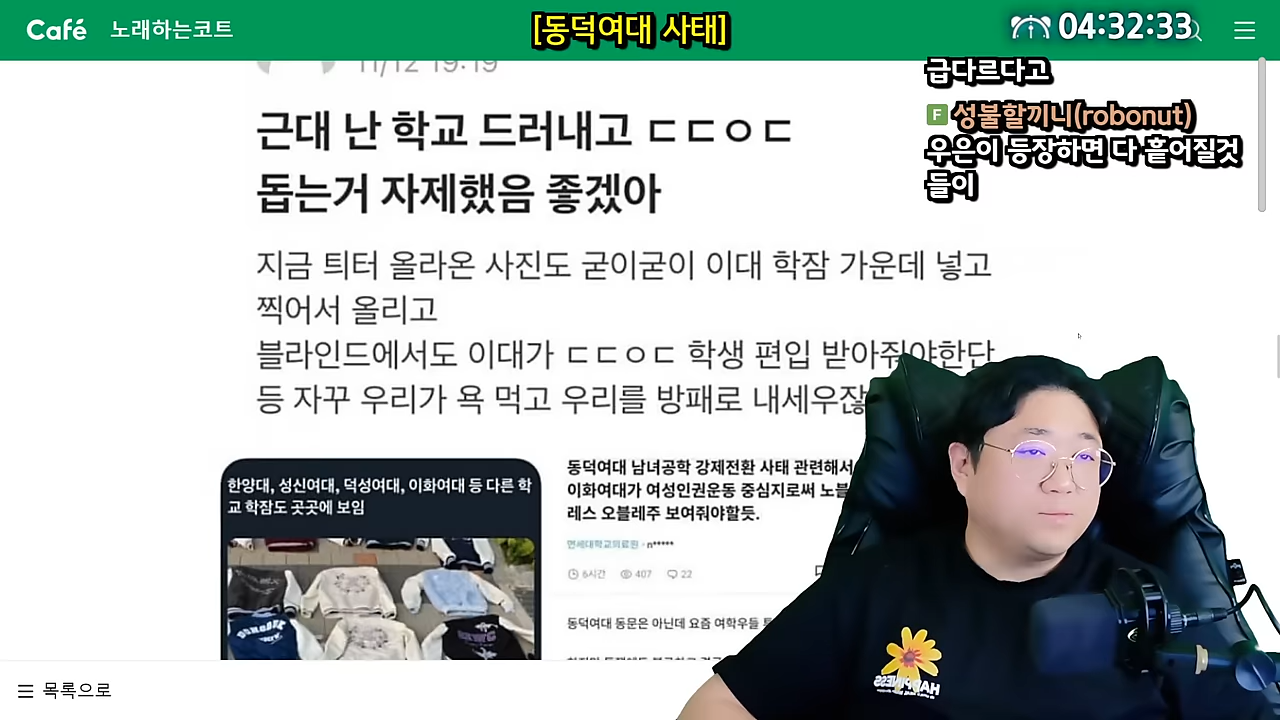 Café 노래하는코트
[동덕여대 사태]
04:32:33
급다르다고
F 성불할끼니(robonut)
우은이 등장하면 다 흩어질것
들이
11/12 19:19
근대 난 학교 드러내고 ㄷㄷㅇㄷ
돕는거 자제했음 좋겠아
지금 틔터 올라온 사진도 굳이굳이 이대 학잠 가운데 넣고
찍어서 올리고
블라인드에서도 이대가 ㄷㄷㅇㄷ 학생 편입 받아줘야한단
등 자꾸 우리가 욕 먹고 우리를 방패로 내세우잖
한양대, 성신여대, 덕성여대, 이화여대 등 다른 학
교 학잠도 곳곳에 보임
동덕여대 남녀공학 강제전환 사태 관련해서
이화여대가 여성인권운동 중심지로써 노블
레스 오블레주 보여줘야할듯.
연세대학교의료원 · n*****
6시간 407 22
동덕여대 동문은 아닌데 요즘 여학우들
HAPPINESS
목록으로